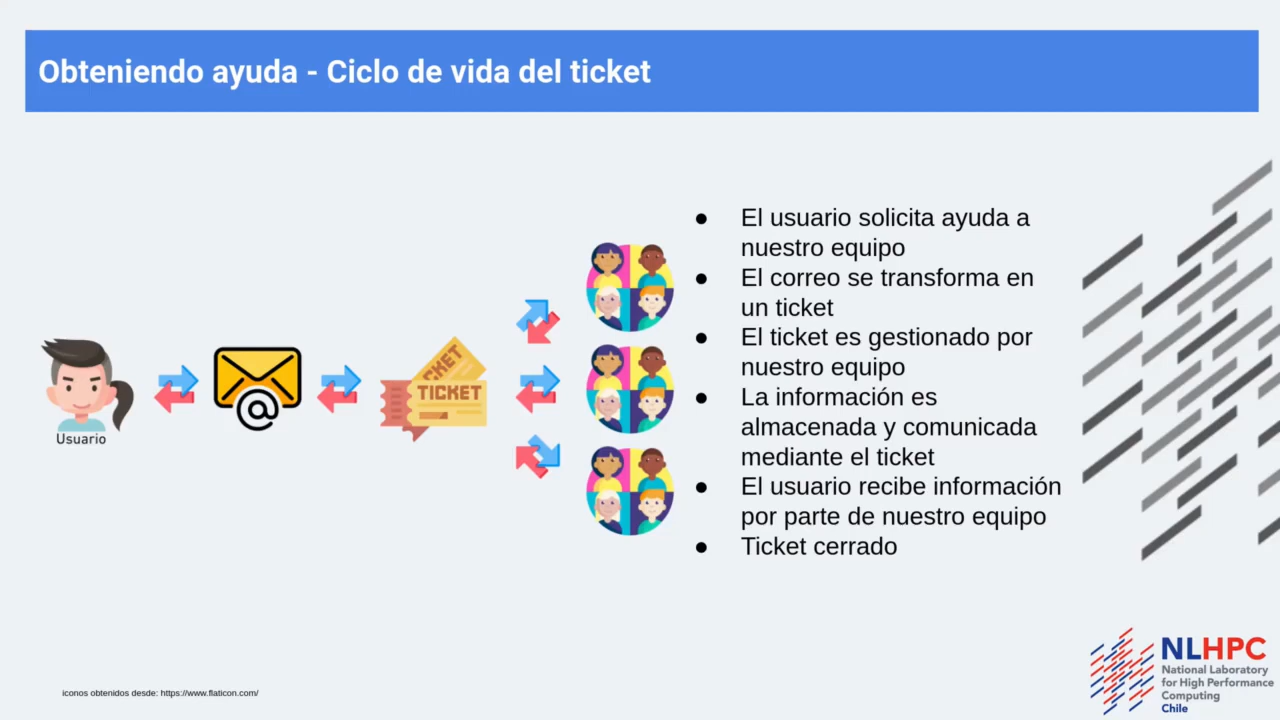 Obteniendo ayuda - Ciclo de vida del ticket
● El usuario solicita ayuda a
nuestro equipo
● El correo se transforma en
un ticket
● El ticket es gestionado por
nuestro equipo
● La información es
almacenada y comunicada
mediante el ticket
● El usuario recibe información
por parte de nuestro equipo
● Ticket cerrado
Usuario
@
CKET
TICKET
iconos obtenidos desde: https://www.flaticon.com/
NLHPC
National Laboratory
for High Performance
Computing
Chile